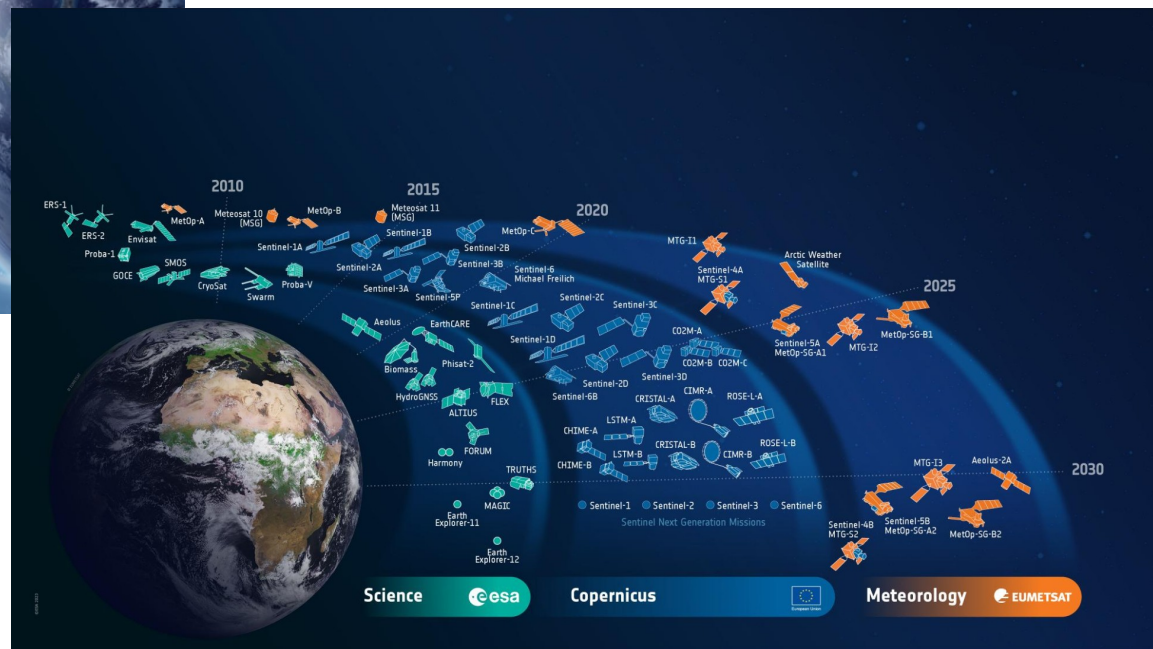 2010
2015
2020
ERS-1
ERS-2
Envisat
MetOp-A
Meteosat 10
(MSG)
MetOp-B
Meteosat 11
(MSG)
MetOp-C
Proba-1
GOCE
SMOS
CryoSat
Swarm
Proba-V
Sentinel-1A
Sentinel-1B
Sentinel-2A
Sentinel-2B
Sentinel-3A
Sentinel-3B
Sentinel-5P
Sentinel-6
Michael Freilich
MTG-I1
Sentinel-4A
MTG-S1
Arctic Weather
Satellite
2025
Aeolus
EarthCARE
Biomass
Phisat-2
HydroGNSS
ALTIUS
FLEX
Sentinel-1C
Sentinel-2C
Sentinel-3C
Sentinel-1D
Sentinel-2D
Sentinel-3D
Sentinel-6B
CO2M-A
CO2M-B
CO2M-C
Sentinel-5A
MetOp-SG-A1
MTG-I2
MetOp-SG-B1
FORUM
Harmony
TRUTHS
MAGIC
CRISTAL-A
CIMR-A
ROSE-L-A
CHIME-A
LSTM-A
CHIME-B
LSTM-B
CRISTAL-B
CIMR-B
ROSE-L-B
2030
MTG-I3
Aeolus-2A
Earth
Explorer-11
Earth
Explorer-12
Sentinel-1
Sentinel-2
Sentinel-3
Sentinel-6
Sentinel Next Generation Missions
Sentinel-4B
MTG-S2
Sentinel-5B
MetOp-SG-A2
MetOp-SG-B2
Science
esa
Copernicus
European Union
Meteorology
EUMETSAT